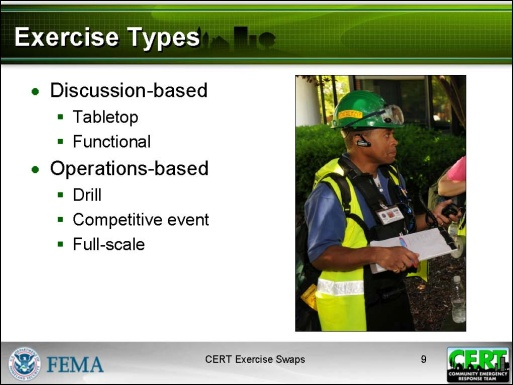 Exercise Types
Discussion-based
Tabletop
Functional
Operations-based
Drill
Competitive event
Full-scale
FEMA
CERT Exercise Swaps
9
CERT
COMMUNITY EMERGENCY
RESPONSE TEAM